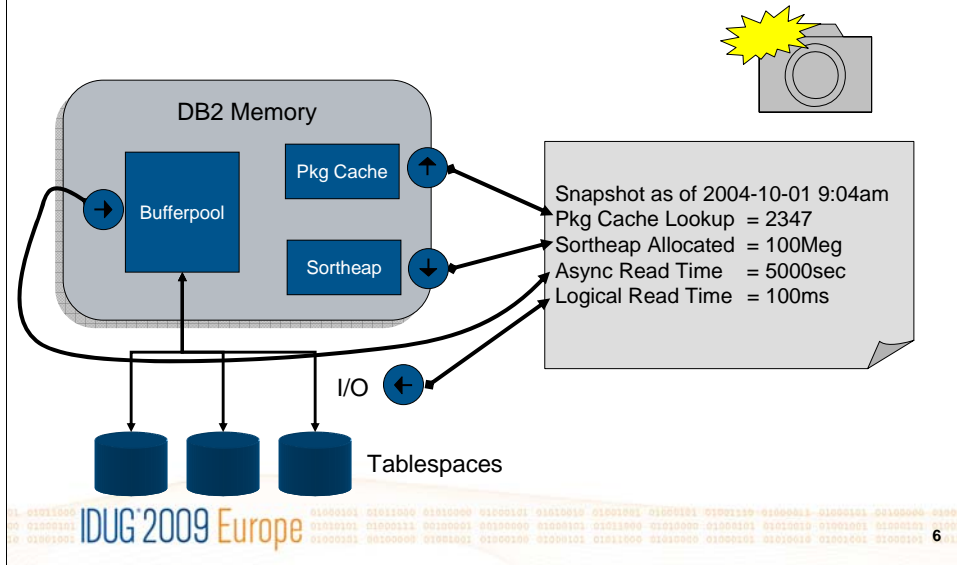 DB2 Memory
Bufferpool
Pkg Cache
Sortheap
Snapshot as of 2004-10-01 9:04am
Pkg Cache Lookup = 2347
Sortheap Allocated = 100Meg
Async Read Time = 5000sec
Logical Read Time = 100ms
I/O
Tablespaces
IDUG 2009 Europe
6